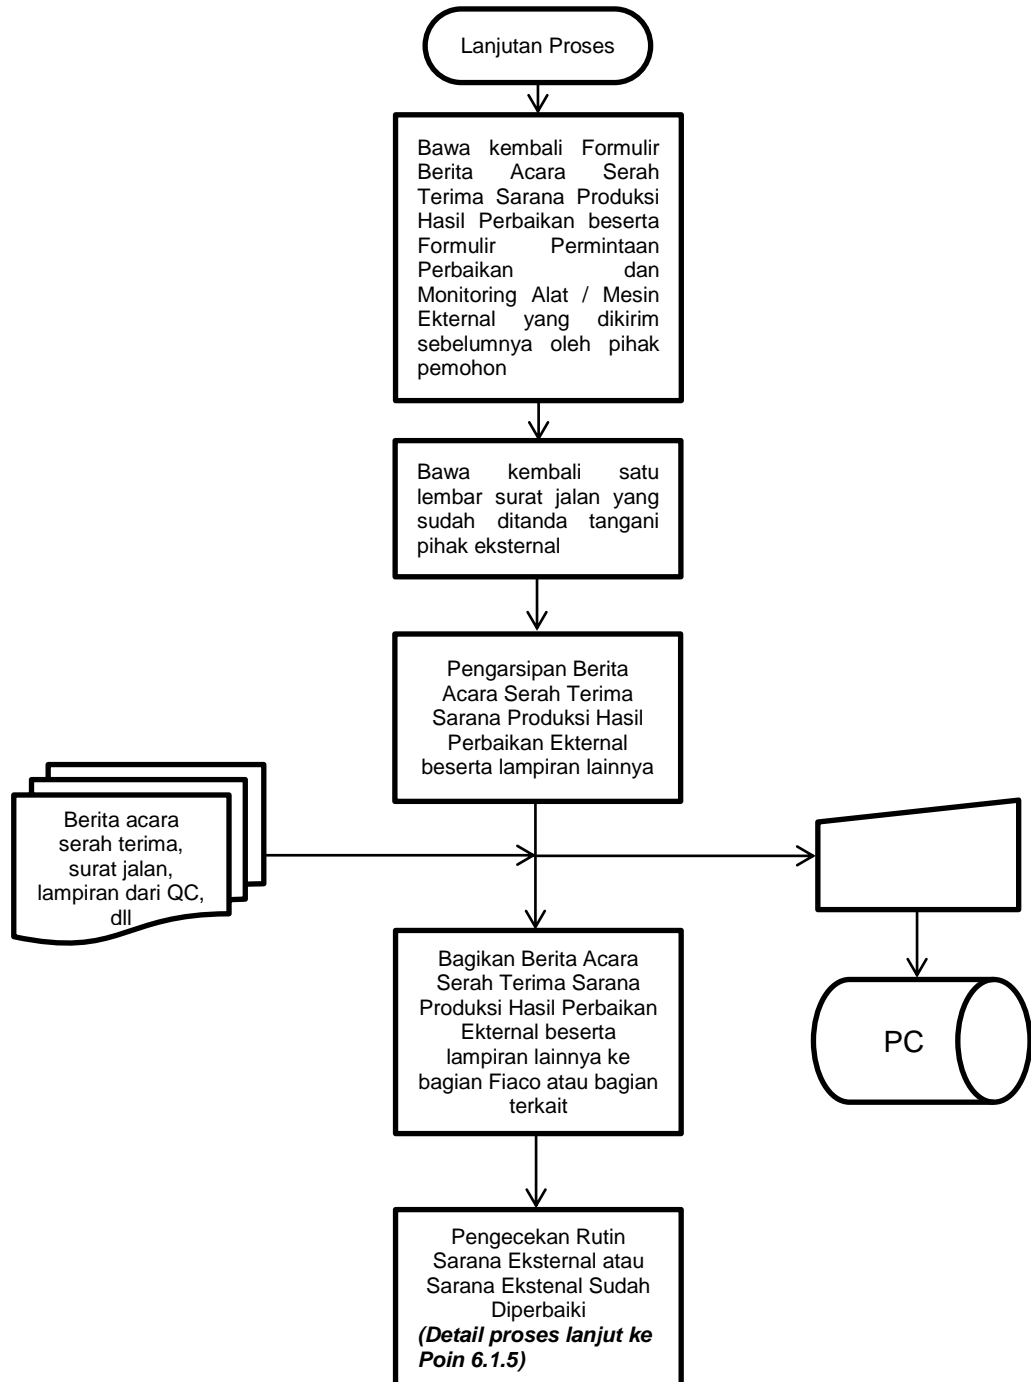 Lanjutan Proses
Bawa kembali Formulir
Berita Acara Serah
Terima Sarana Produksi
Hasil Perbaikan beserta
Formulir Permintaan
Perbaikan dan
Monitoring Alat / Mesin
Ekternal yang dikirim
sebelumnya oleh pihak
pemohon
Bawa kembali satu
lembar surat jalan yang
sudah ditanda tangani
pihak eksternal
Pengarsipan Berita
Acara Serah Terima
Sarana Produksi Hasil
Perbaikan Ekternal
beserta lampiran lainnya
Berita acara
serah terima,
surat jalan,
lampiran dari QC,
dll
Bagikan Berita Acara
Serah Terima Sarana
Produksi Hasil Perbaikan
Ekternal beserta
lampiran lainnya ke
bagian Fiaco atau bagian
terkait
PC
Pengecekan Rutin
Sarana Eksternal atau
Sarana Ekstenal Sudah
Diperbaiki
(Detail proses lanjut ke
Poin 6.1.5)